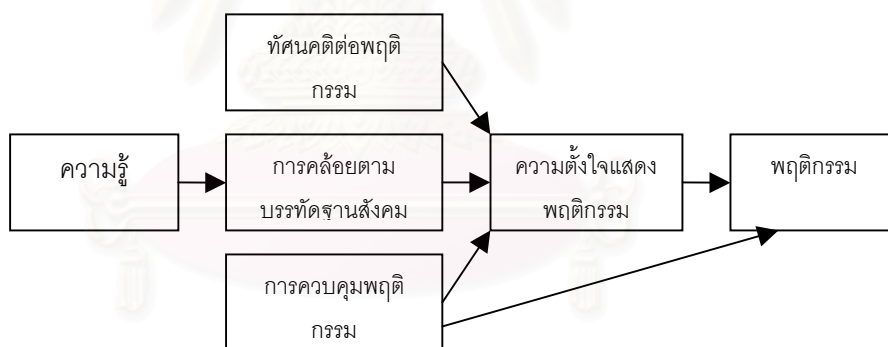 ทัศนคติต่อพฤติ
กรรม
ความรู้
การคล้อยตาม
บรรทัดฐานสังคม
ความตั้งใจแสดง
พฤติกรรม
พฤติกรรม
การควบคุมพฤติ
กรรม